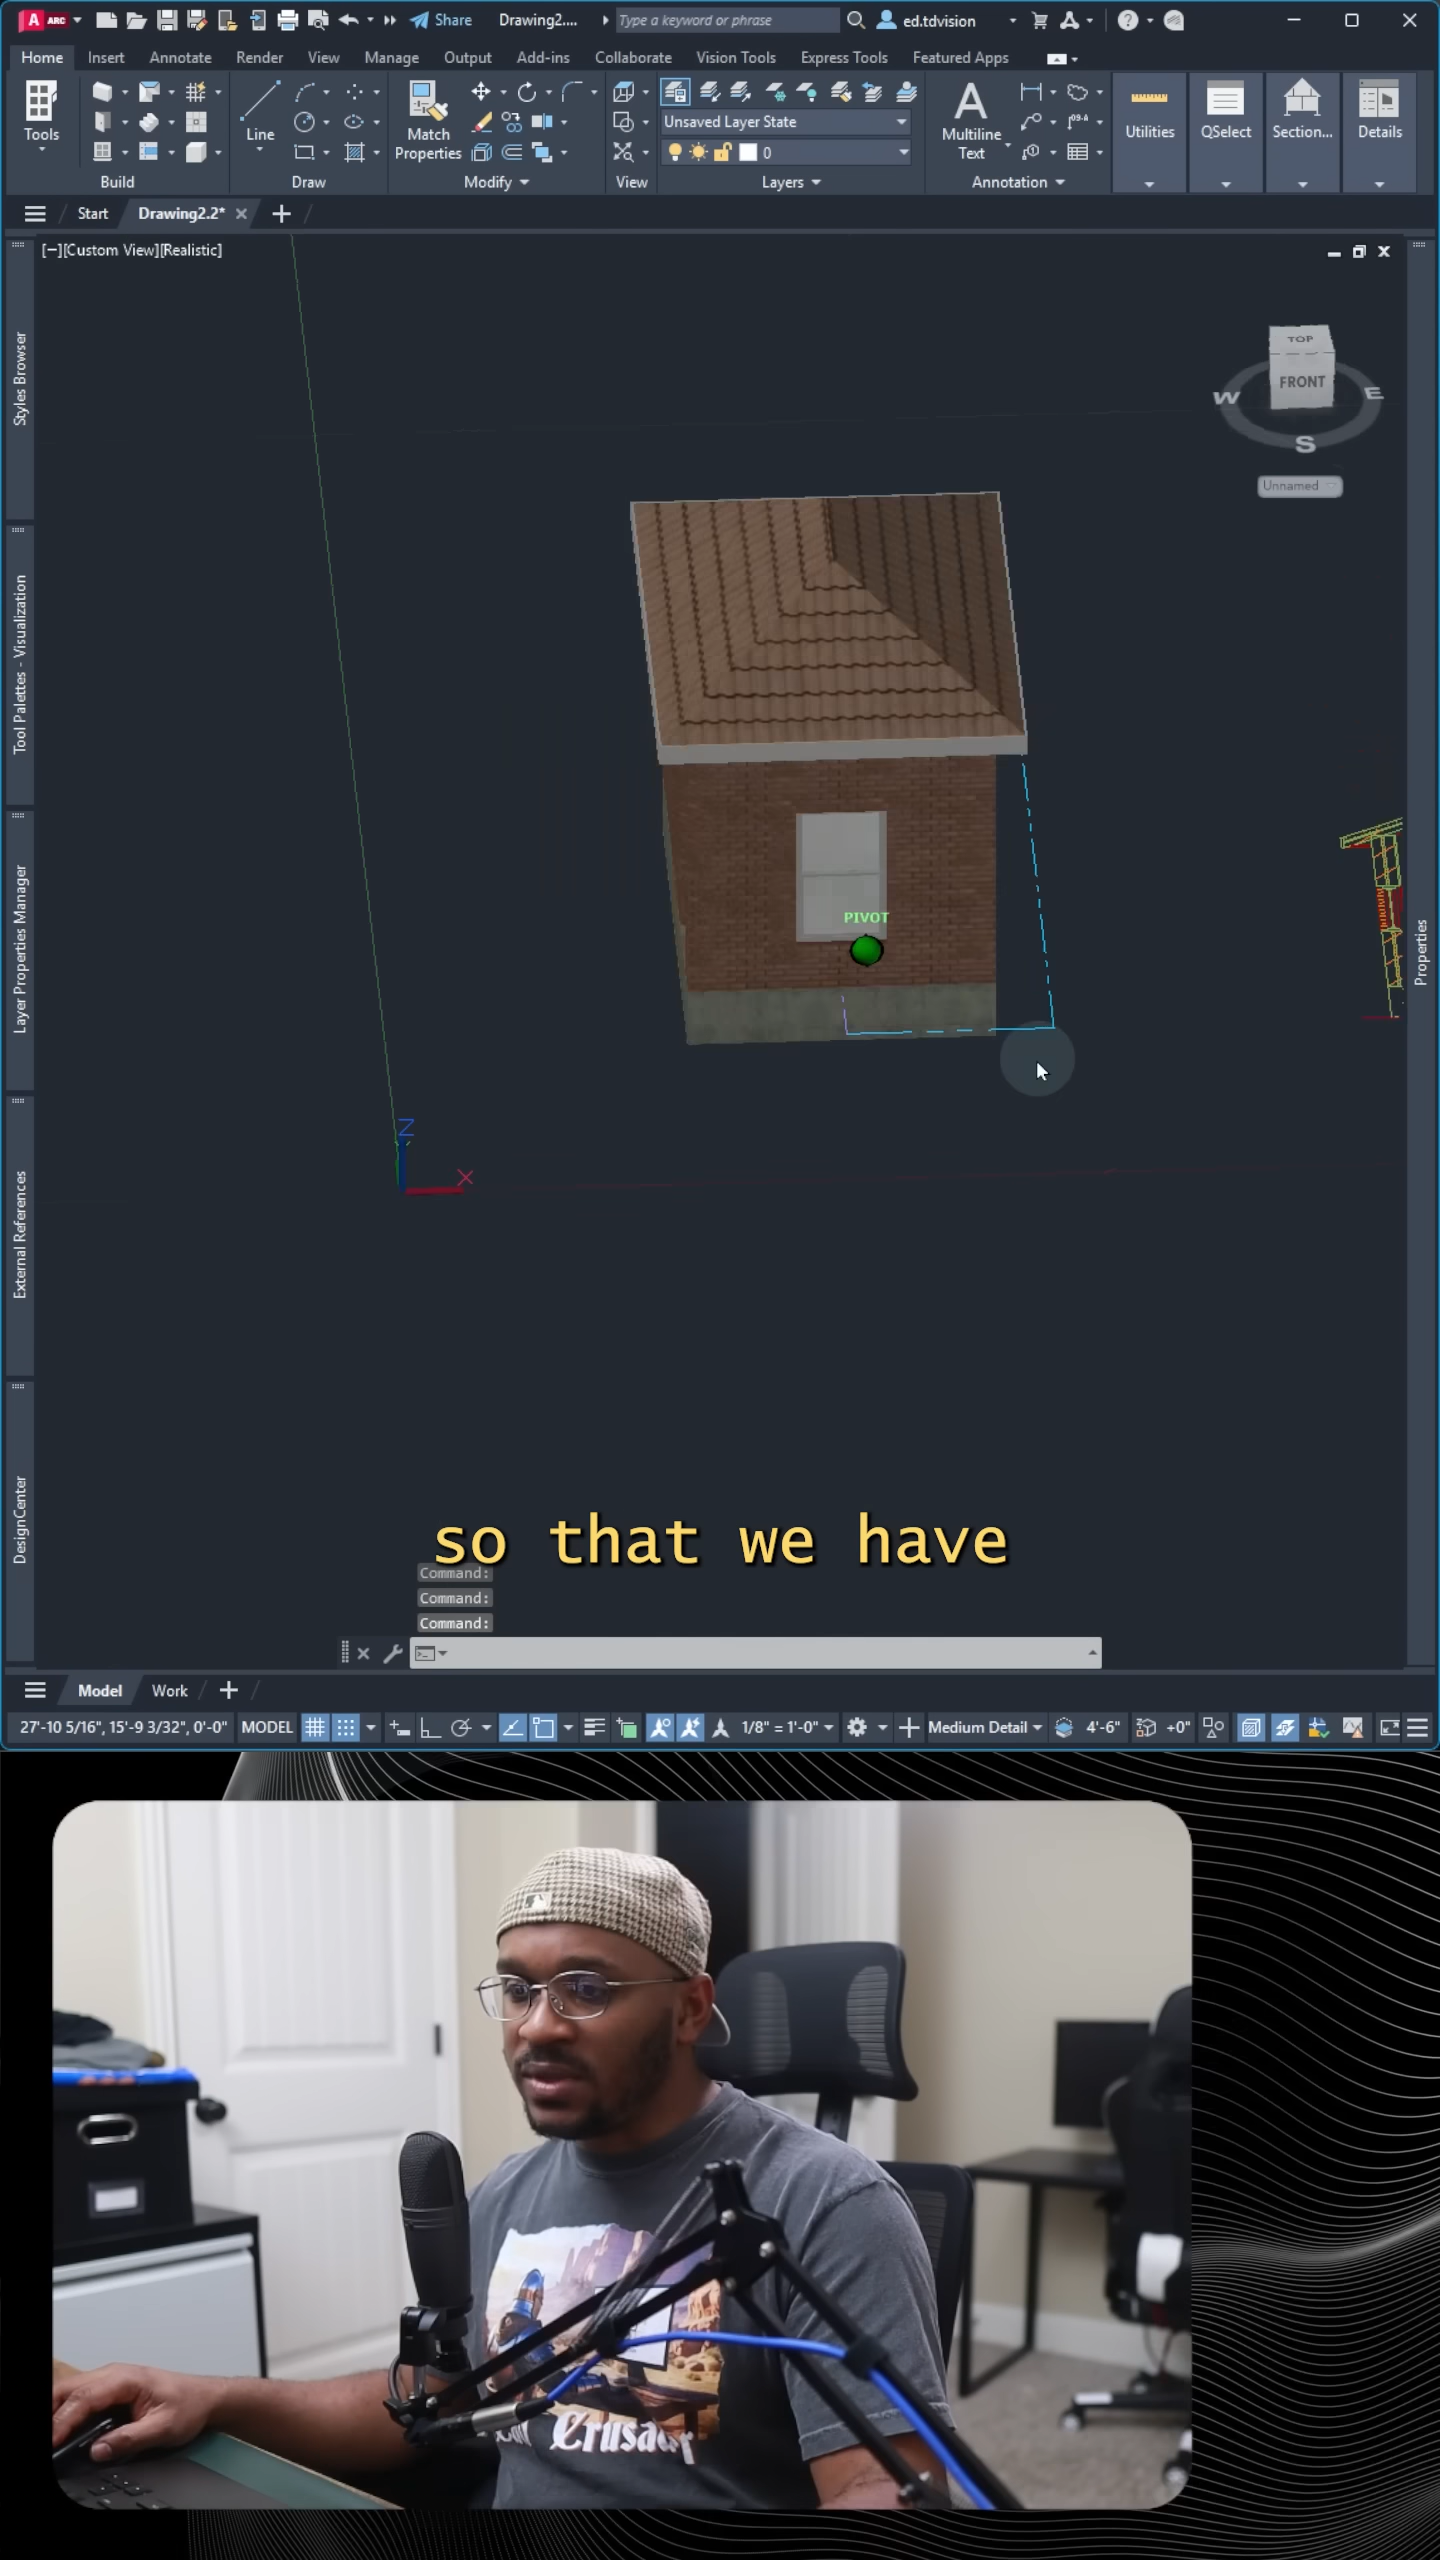 A ARC Share Drawing2.... Type a keyword or phrase ed.tdvision ?
Home Insert Annotate Render View Manage Output Add-ins Collaborate Vision Tools Express Tools Featured Apps
Tools
Line
Match
Properties
Unsaved Layer State
0
A
Multiline
Text
Utilities
QSelect
Section...
Details
Build
Draw
Modify
View
Layers
Annotation
Start Drawing2.2*
[−][Custom View][Realistic]
Styles Browser
Tool Palettes - Visualization
Layer Properties Manager
External References
DesignCenter
Properties
TOP
FRONT
W
E
S
Unnamed
PIVOT
Z
X
so that we have
Command:
Command:
Command:
Model Work
27'-10 5/16", 15'-9 3/32", 0'-0" MODEL 1/8" = 1'-0" Medium Detail 4'-6" +0"
Crusader